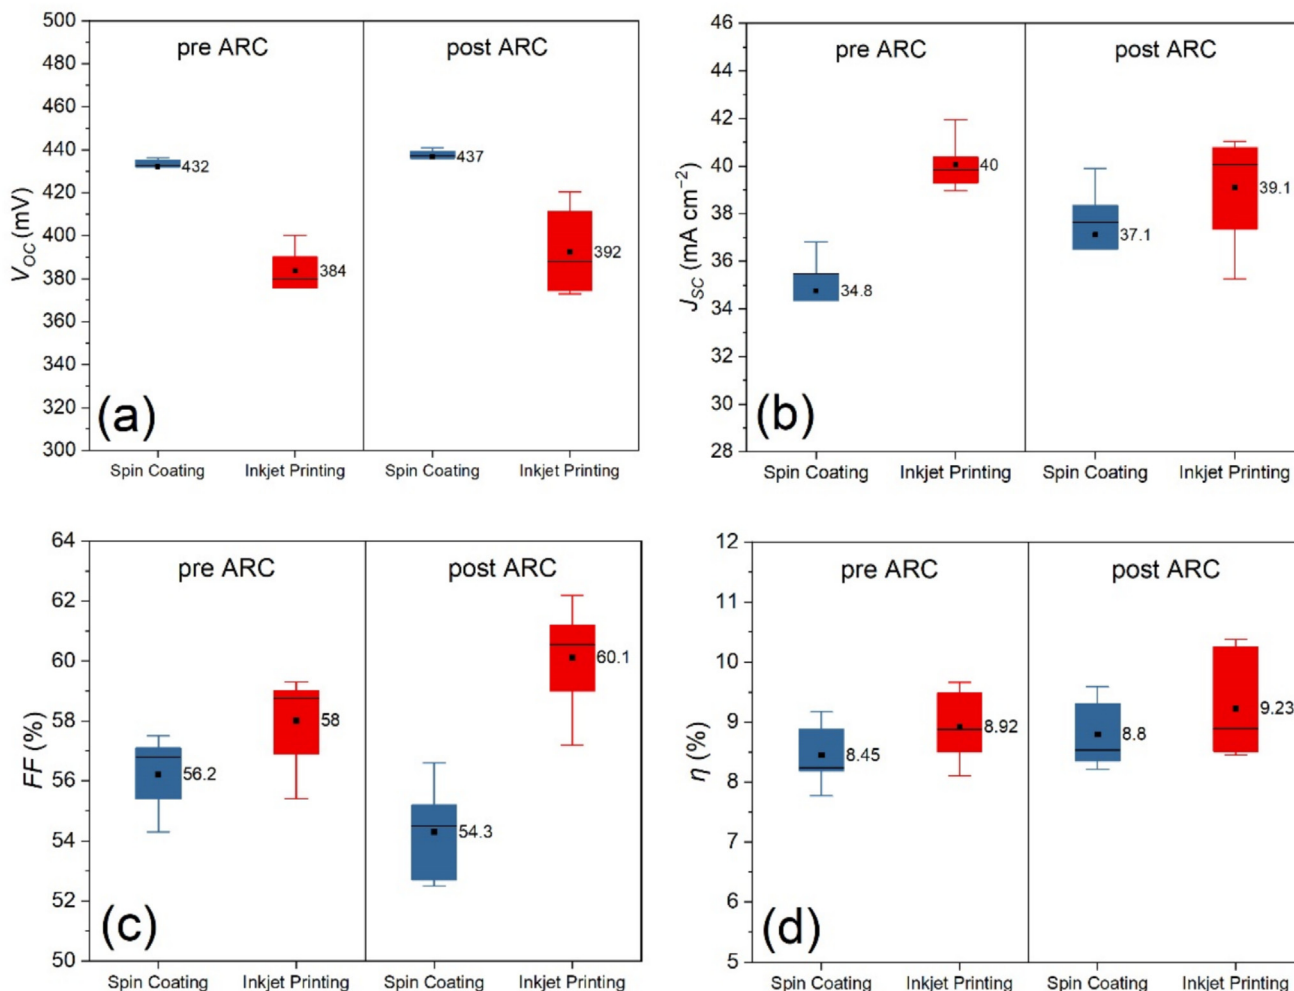 500
480
460
440
420
400
380
360
340
320
300
V_OC (mV)
pre ARC
post ARC
432
384
437
392
(a)
Spin Coating
Inkjet Printing
Spin Coating
Inkjet Printing
46
44
42
40
38
36
34
32
30
28
J_SC (mA cm⁻²)
pre ARC
post ARC
34.8
40
37.1
39.1
(b)
Spin Coating
Inkjet Printing
Spin Coating
Inkjet Printing
64
62
60
58
56
54
52
50
FF (%)
pre ARC
post ARC
56.2
58
54.3
60.1
(c)
Spin Coating
Inkjet Printing
Spin Coating
Inkjet Printing
12
11
10
9
8
7
6
5
η (%)
pre ARC
post ARC
8.45
8.92
8.8
9.23
(d)
Spin Coating
Inkjet Printing
Spin Coating
Inkjet Printing